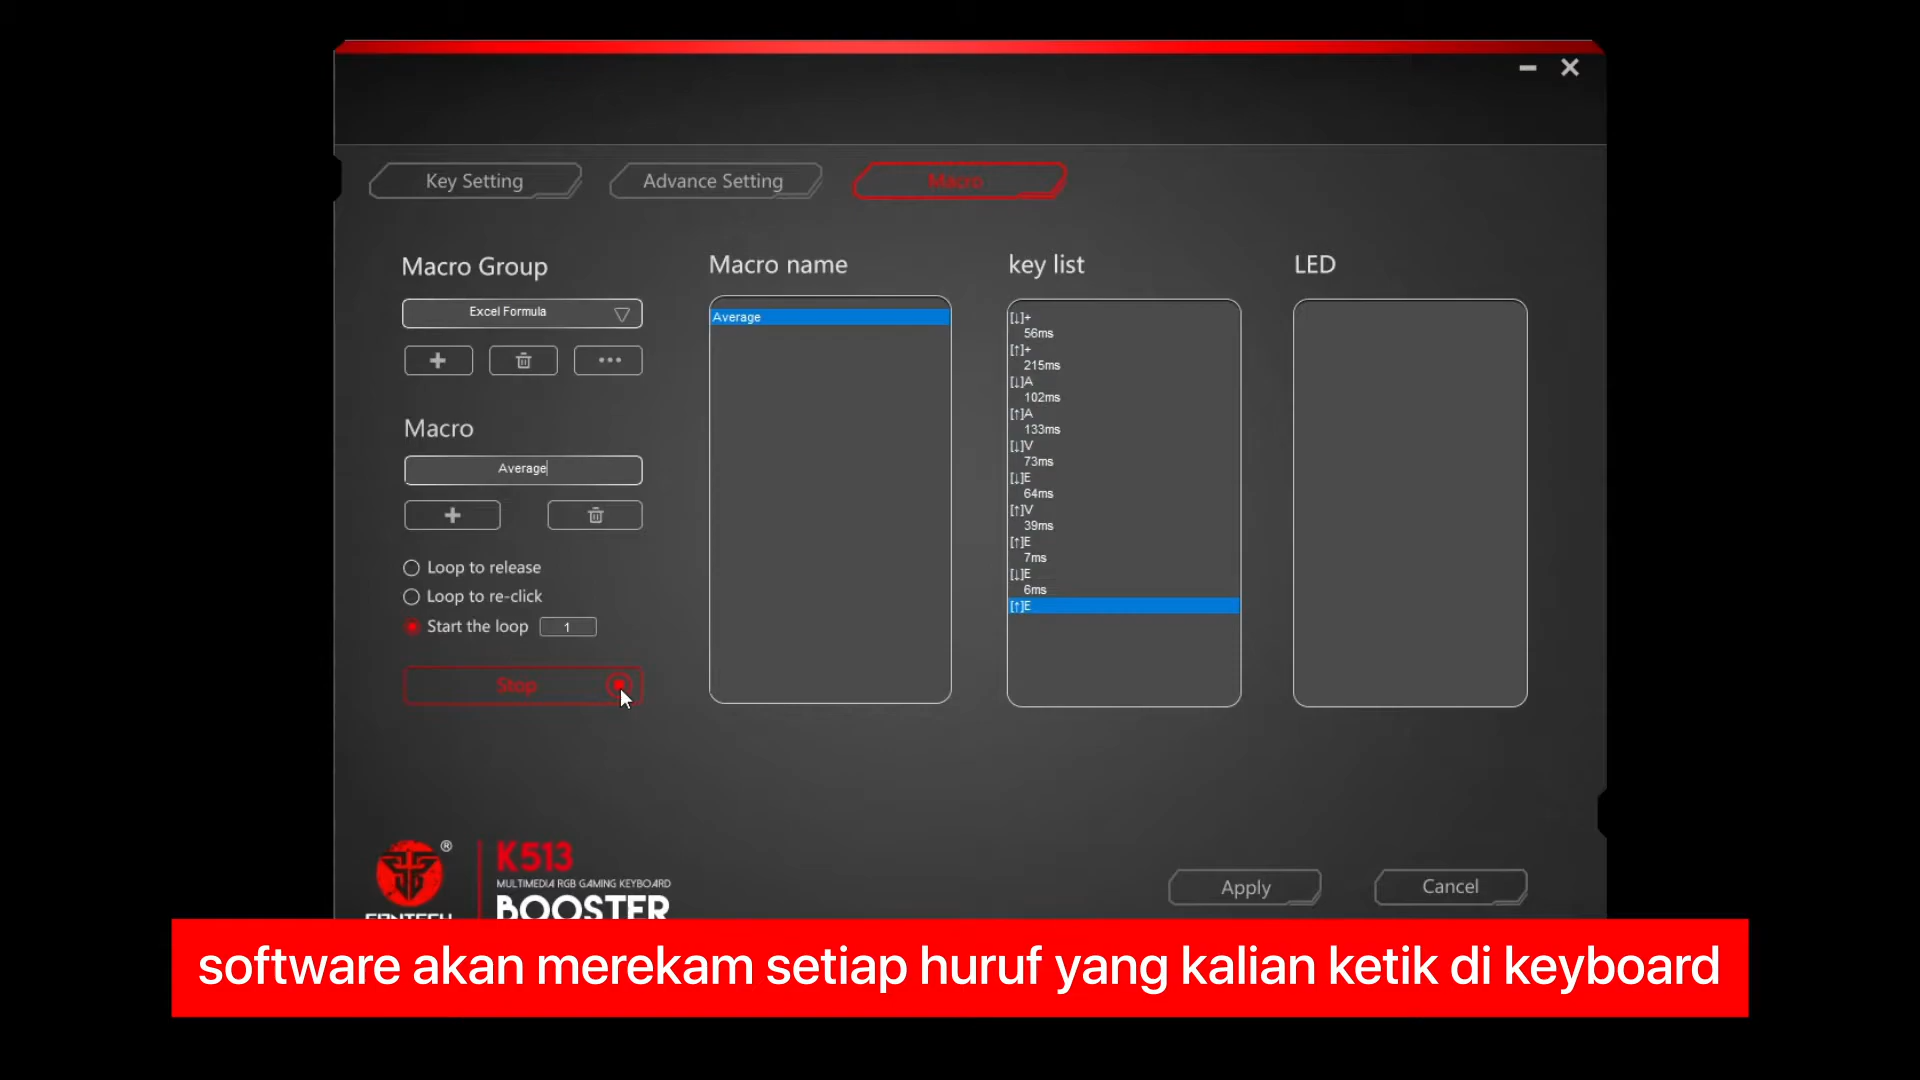 Key Setting
Advance Setting
Macro
Macro Group
Excel Formula
Macro
Average
Loop to release
Loop to re-click
Start the loop 1
Stop
Macro name
Average
key list
[↓]+
56ms
[↑]+
215ms
[↓]A
102ms
[↑]A
133ms
[↓]V
73ms
[↓]E
64ms
[↑]V
39ms
[↑]E
7ms
[↓]E
6ms
[↑]E
LED
FANTECH ®
K513
MULTIMEDIA RGB GAMING KEYBOARD
BOOSTER
Apply
Cancel
software akan merekam setiap huruf yang kalian ketik di keyboard